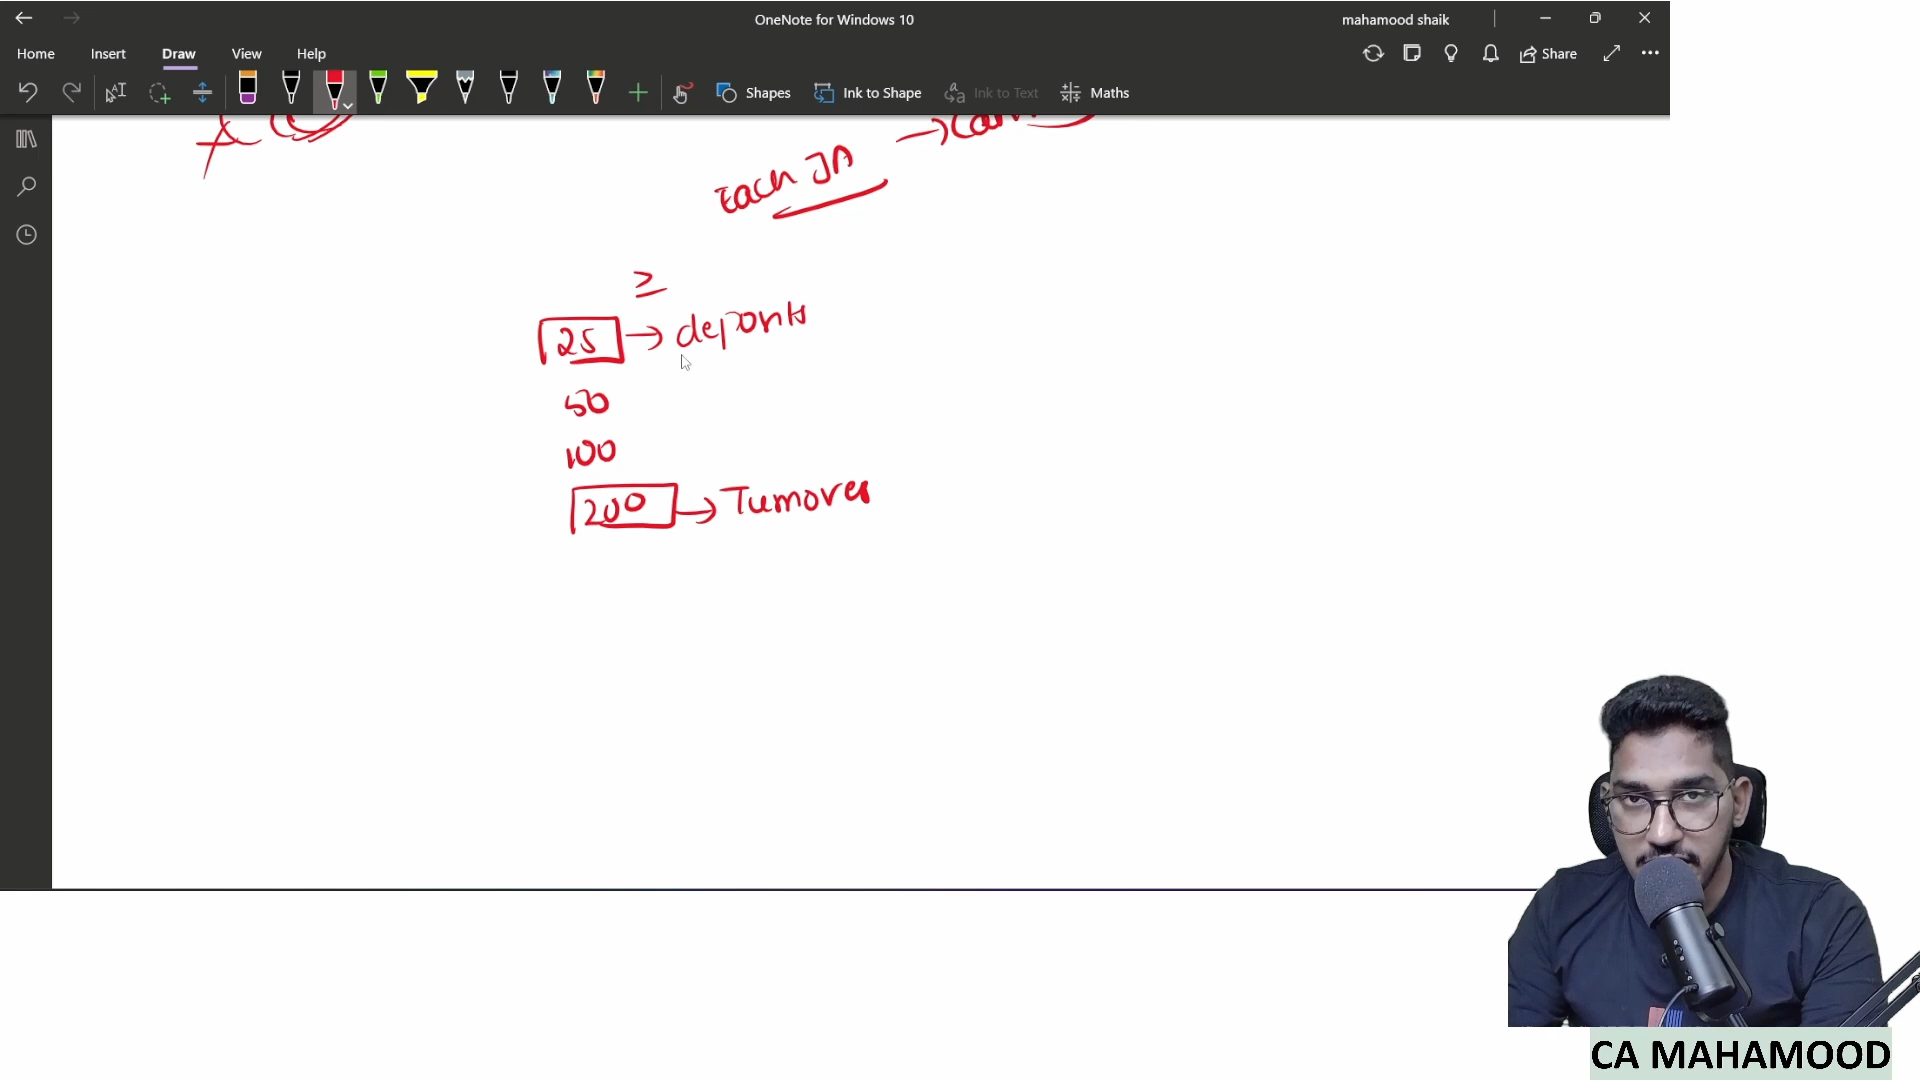 OneNote for Windows 10
mahamood shaik
Home Insert Draw View Help
Share
Shapes Ink to Shape Ink to Text Maths
Each IA →
≥
25 → deposits
50
100
200 → Turnover
CA MAHAMOOD